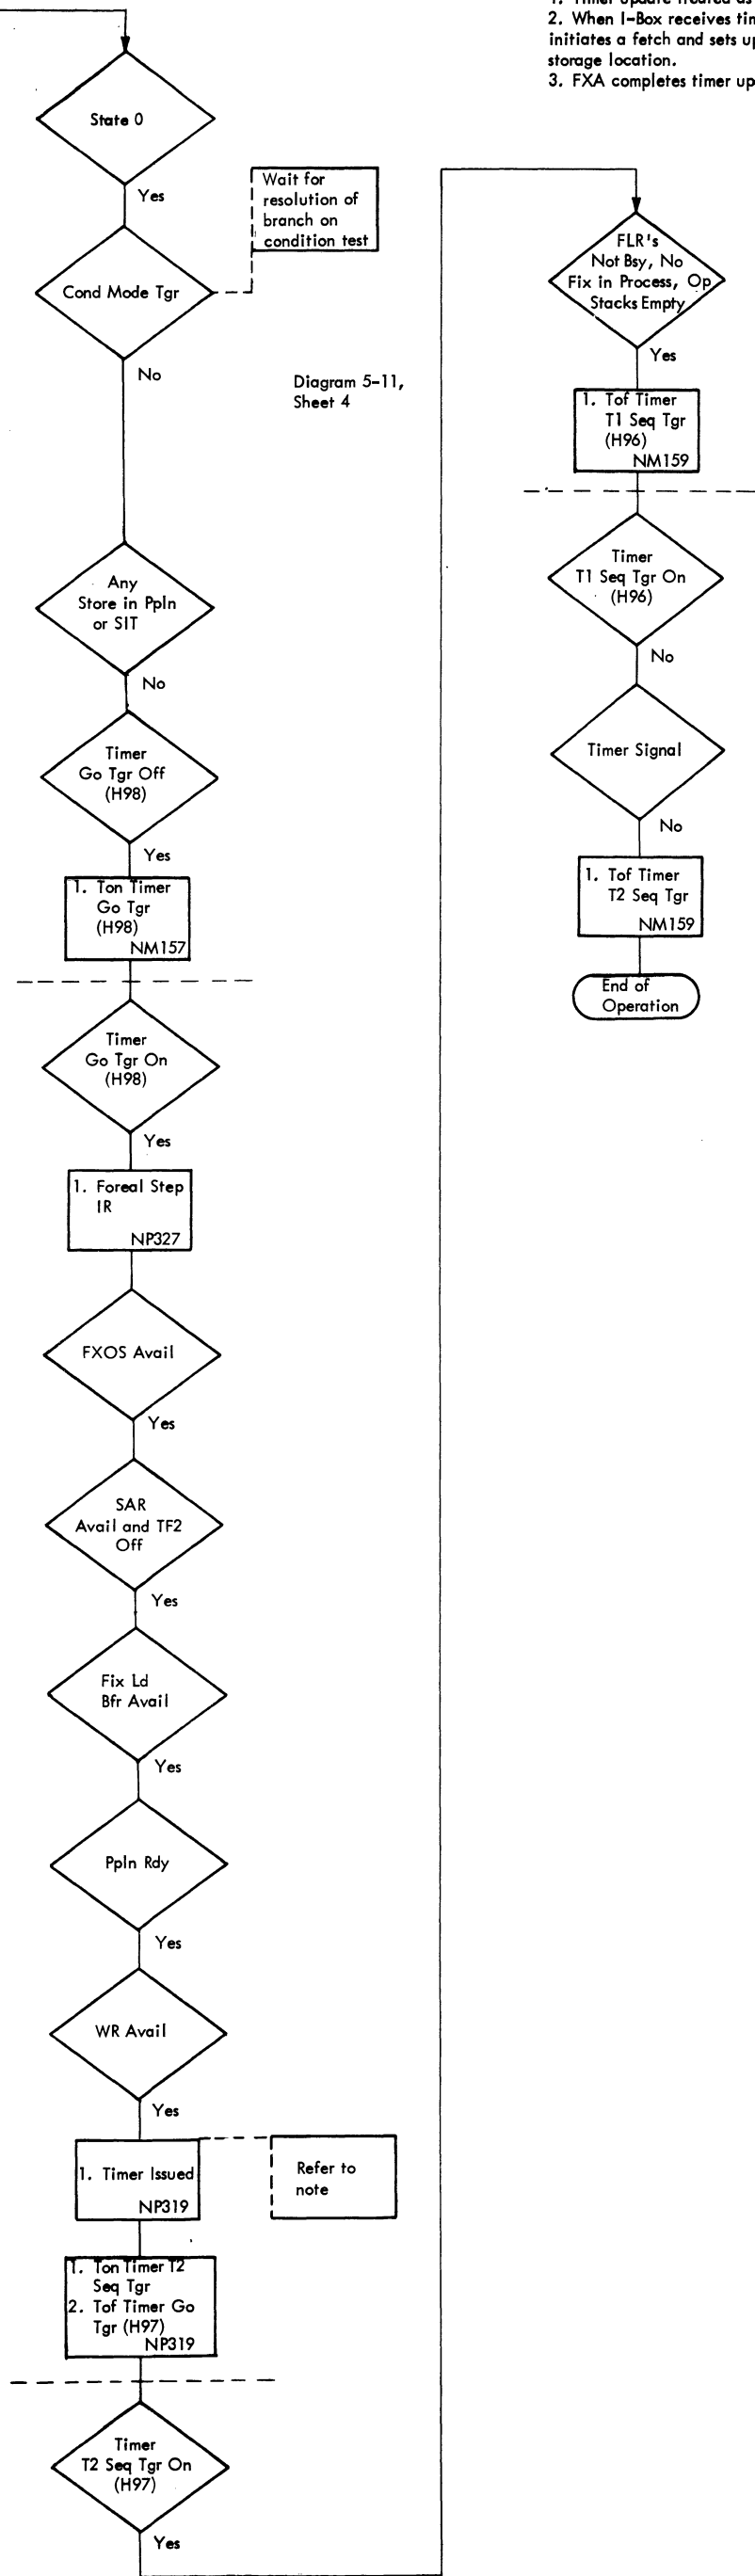 1. Timer update treated as
2. When I-Box receives tim
initiates a fetch and sets up
storage location.
3. FXA completes timer up
State 0
Yes
Wait for
resolution of
branch on
condition test
Cond Mode Tgr
No
Diagram 5-11,
Sheet 4
Any
Store in Ppln
or SIT
No
Timer
Go Tgr Off
(H98)
Yes
1. Ton Timer
Go Tgr
(H98)
NM157
Timer
Go Tgr On
(H98)
Yes
1. Foreal Step
IR
NP327
FXOS Avail
Yes
SAR
Avail and TF2
Off
Yes
Fix Ld
Bfr Avail
Yes
Ppln Rdy
Yes
WR Avail
Yes
1. Timer Issued
NP319
Refer to
note
1. Ton Timer T2
Seq Tgr
2. Tof Timer Go
Tgr (H97)
NP319
Timer
T2 Seq Tgr On
(H97)
Yes
FLR's
Not Bsy, No
Fix in Process, Op
Stacks Empty
Yes
1. Tof Timer
T1 Seq Tgr
(H96)
NM159
Timer
T1 Seq Tgr On
(H96)
No
Timer Signal
No
1. Tof Timer
T2 Seq Tgr
NM159
End of
Operation